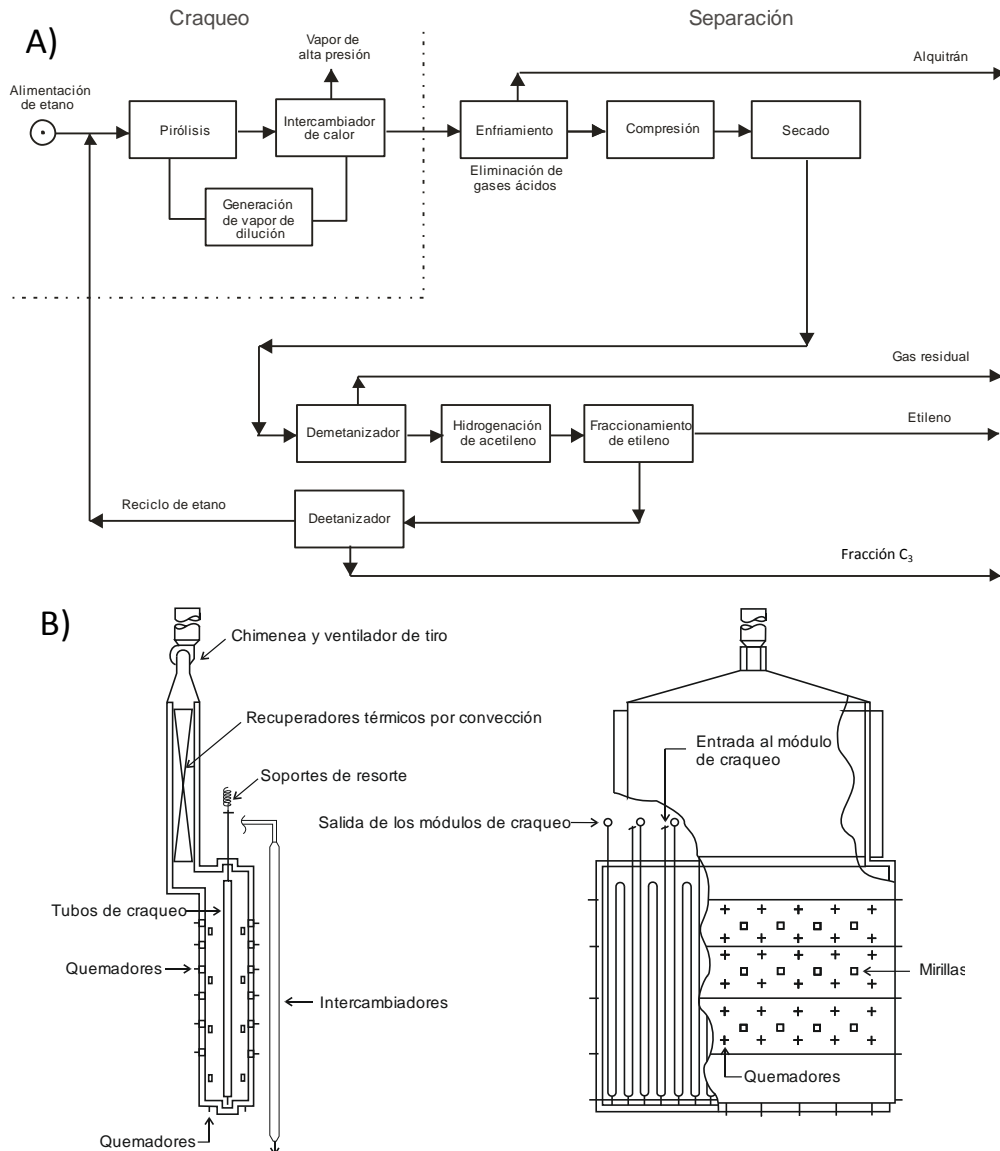 Craqueo
Separación
A)
Vapor de
alta presión
Alquitrán
Alimentación
de etano
Pirólisis
Intercambiador
de calor
Enfriamiento
Compresión
Secado
Eliminación de
gases ácidos
Generación
de vapor de
dilución
Gas residual
Demetanizador
Hidrogenación
de acetileno
Fraccionamiento
de etileno
Etileno
Reciclo de etano
Deetanizador
Fracción C₃
B)
Chimenea y ventilador de tiro
Recuperadores térmicos por convección
Soportes de resorte
Entrada al módulo
de craqueo
Salida de los módulos de craqueo
Tubos de craqueo
Quemadores
Intercambiadores
Mirillas
Quemadores
Quemadores